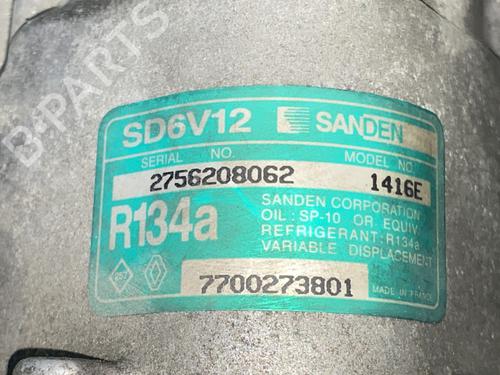 B-PARTS
SD6V12 SANDEN
SERIAL NO. MODEL NO.
2756208062 1416E
R134a
SANDEN CORPORATION
OIL: SP-10 OR EQUIV.
REFRIGERANT: R134a
VARIABLE DISPLACEMENT
257 7700273801 MADE IN FRANCE